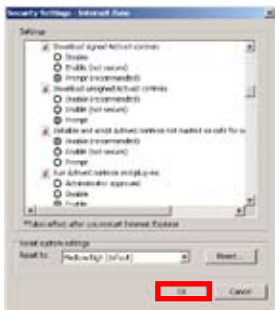 Security Settings - Internet Zone
Settings
Download signed ActiveX controls
Disable
Enable (not secure)
Prompt (recommended)
Download unsigned ActiveX controls
Disable (recommended)
Enable (not secure)
Prompt
Initialize and script ActiveX controls not marked as safe for
Disable (recommended)
Enable (not secure)
Prompt
Run ActiveX controls and plug-ins
Administrator approved
Disable
Enable
*Takes effect after you restart Internet Explorer
Reset custom settings
Reset to: Medium-high (default)
Reset...
OK
Cancel